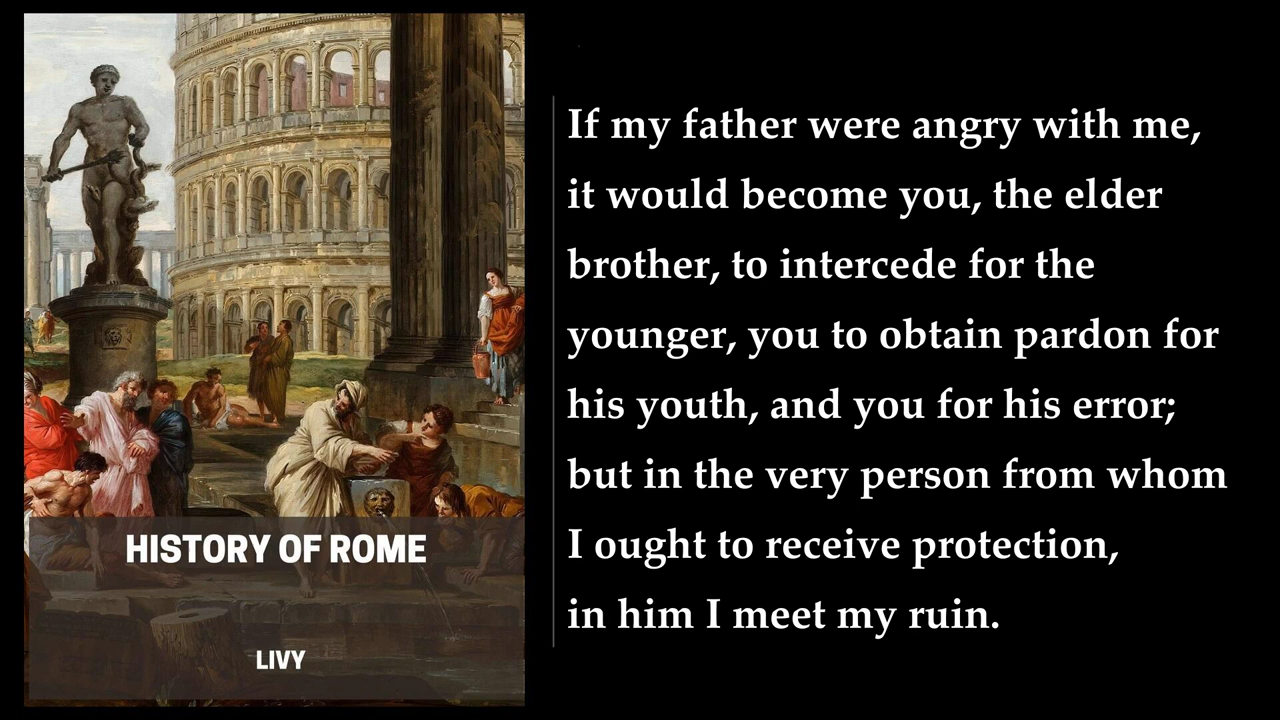 HISTORY OF ROME
LIVY
If my father were angry with me,
it would become you, the elder
brother, to intercede for the
younger, you to obtain pardon for
his youth, and you for his error;
but in the very person from whom
I ought to receive protection,
in him I meet my ruin.